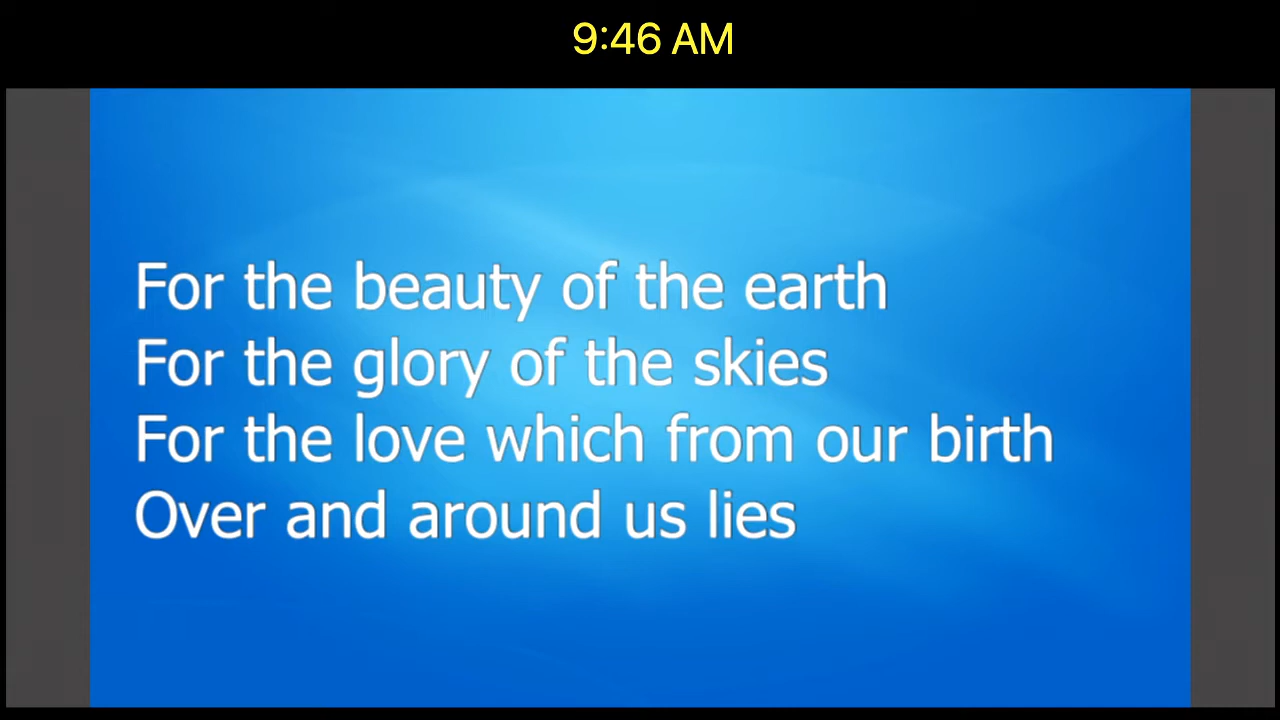 9:46 AM
For the beauty of the earth
For the glory of the skies
For the love which from our birth
Over and around us lies